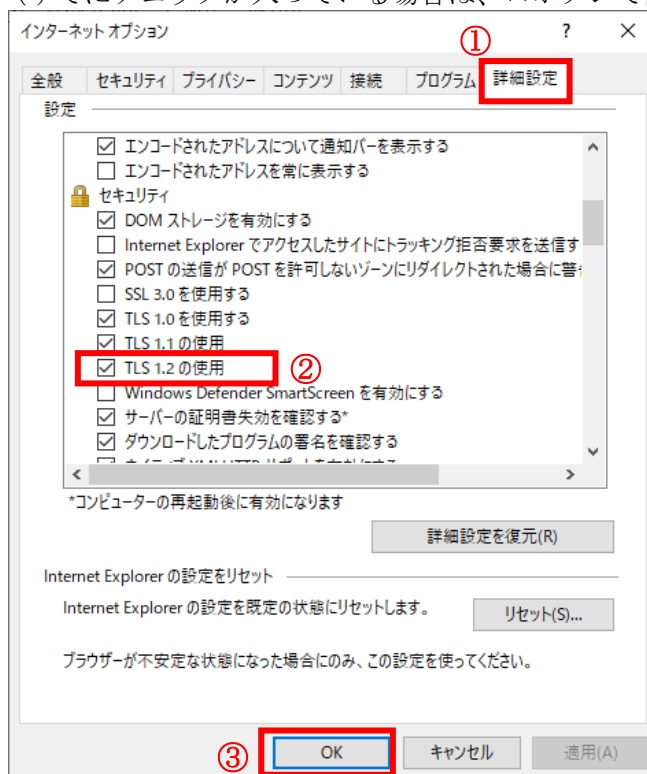 インターネット オプション
①
?
×
全般 セキュリティ プライバシー コンテンツ 接続 プログラム 詳細設定
設定
エンコードされたアドレスについて通知バーを表示する
エンコードされたアドレスを常に表示する
セキュリティ
DOM ストレージを有効にする
Internet Explorer でアクセスしたサイトにトラッキング拒否要求を送信す
POST の送信が POST を許可しないゾーンにリダイレクトされた場合に警
SSL 3.0 を使用する
TLS 1.0 を使用する
TLS 1.1 の使用
TLS 1.2 の使用
②
Windows Defender SmartScreen を有効にする
サーバーの証明書失効を確認する*
ダウンロードしたプログラムの署名を確認する
*コンピューターの再起動後に有効になります
詳細設定を復元(R)
Internet Explorer の設定をリセット
Internet Explorer の設定を既定の状態にリセットします。
リセット(S)...
ブラウザーが不安定な状態になった場合にのみ、この設定を使ってください。
③
OK
キャンセル
適用(A)